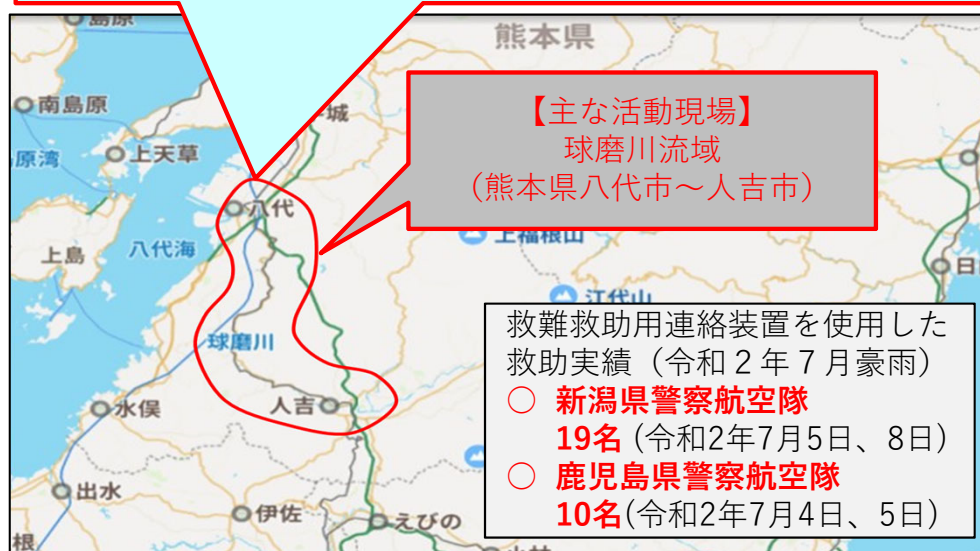 島原
熊本県
南島原
城
【主な活動現場】
球磨川流域
(熊本県八代市~人吉市)
原湾
上天草
八代
上福根山
八代海
上島
日
江代山
球磨川
人吉
水俣
救難救助用連絡装置を使用した
救助実績(令和2年7月豪雨)
○ 新潟県警察航空隊
19名(令和2年7月5日、8日)
○ 鹿児島県警察航空隊
10名(令和2年7月4日、5日)
出水
伊佐
えびの
根